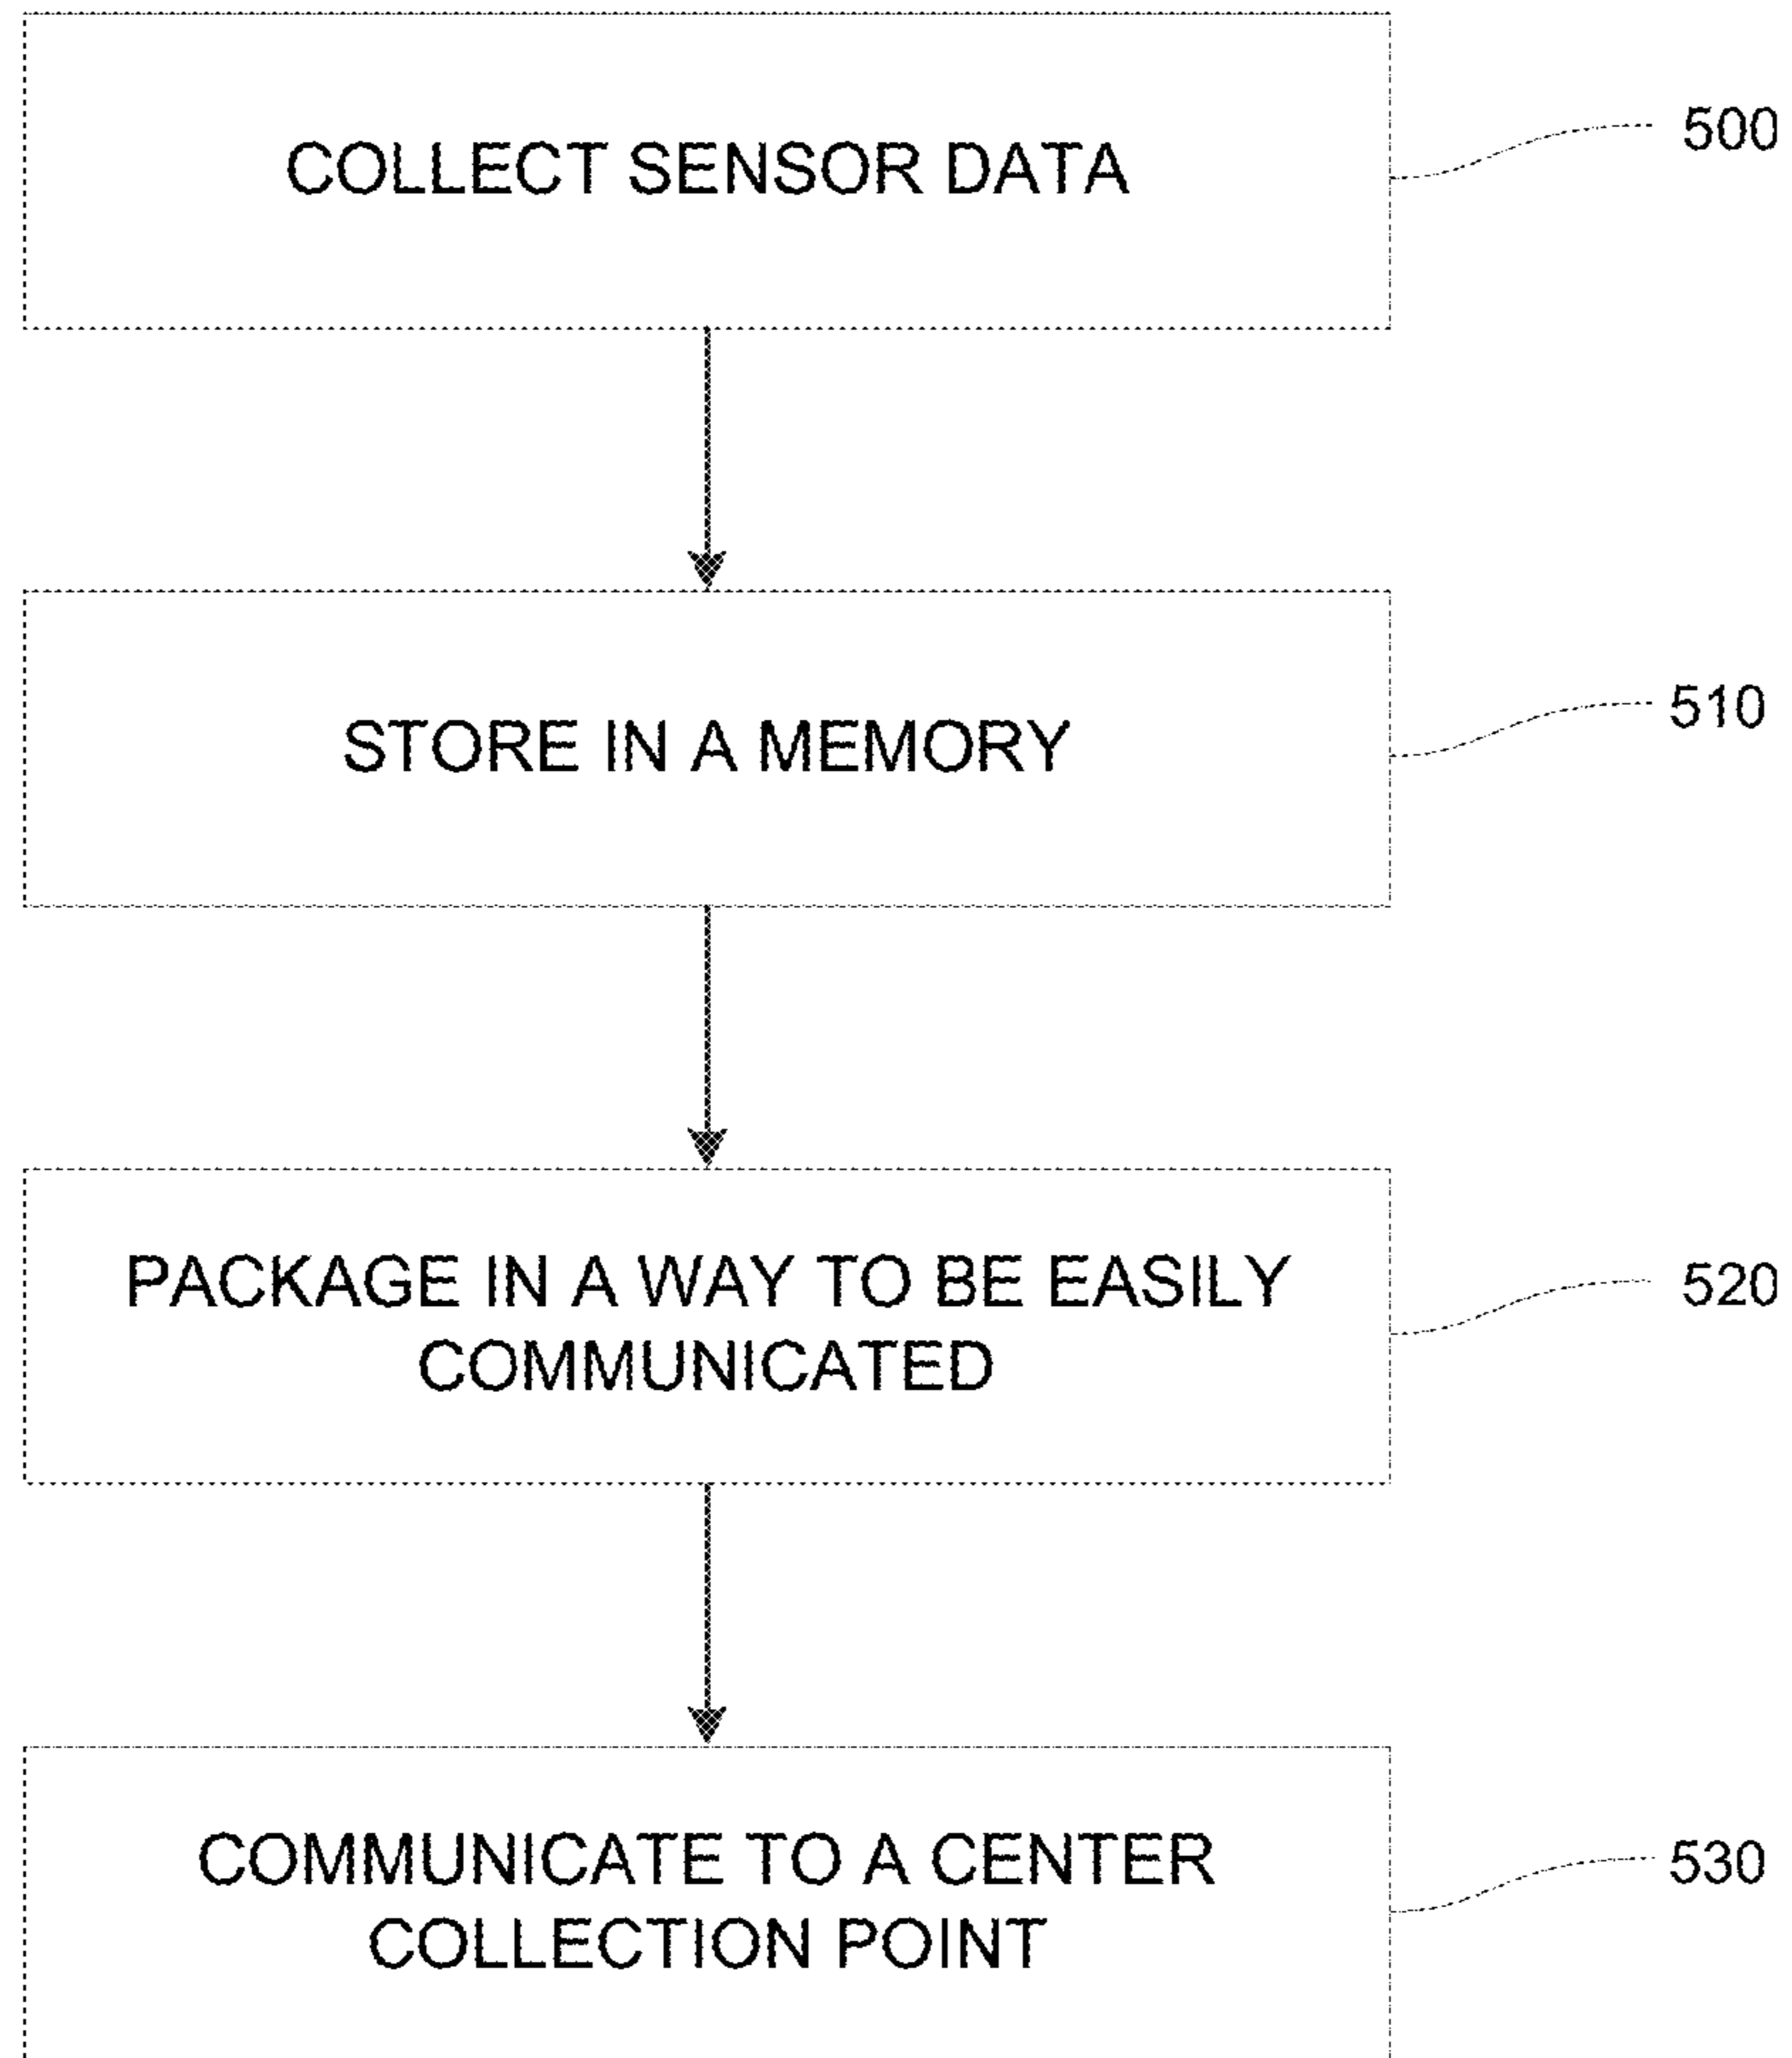 COLLECT SENSOR DATA
500
STORE IN A MEMORY
510
PACKAGE IN A WAY TO BE EASILY
COMMUNICATED
520
COMMUNICATE TO A CENTER
COLLECTION POINT
530